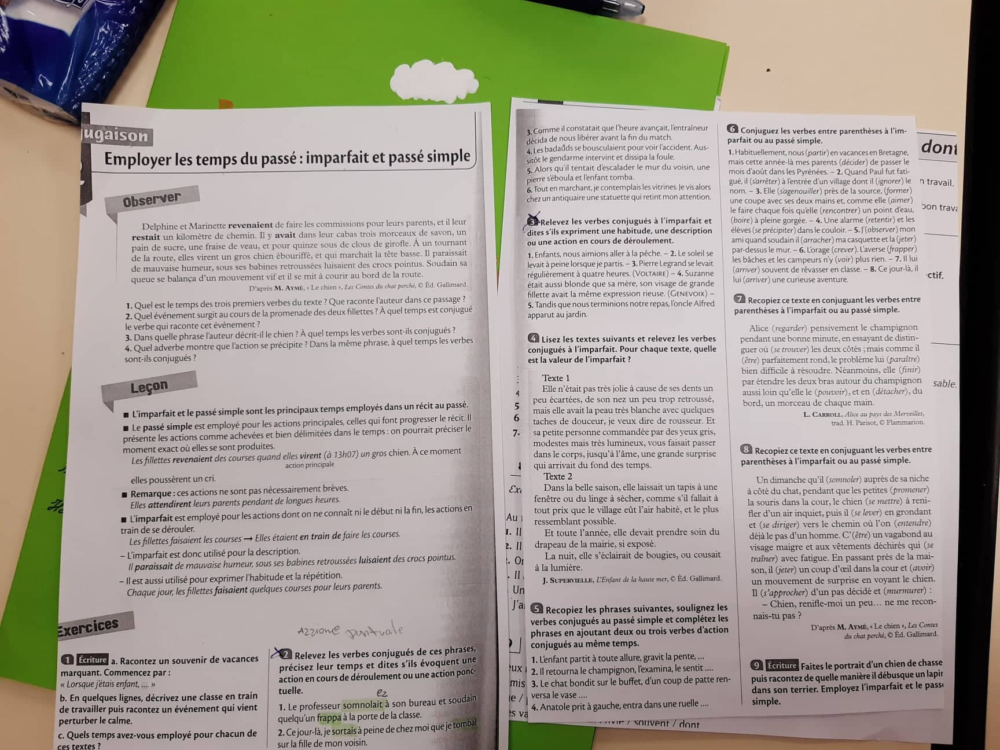 ugaison
Employer les temps du passé : imparfait et passé simple
Observer
Delphine et Marinette revenaient de faire les commissions pour leurs parents, et il leur
restait un kilomètre de chemin. Il y avait dans leur cabas trois morceaux de savon, un
pain de sucre, une fraise de veau, et pour quinze sous de clous de girofle. À un tournant
de la route, elles virent un gros chien ébouriffé, et qui marchait la tête basse. Il paraissait
de mauvaise humeur, sous ses babines retroussées luisaient des crocs pointus. Soudain sa
queue se balança d'un mouvement vif et il se mit à courir au bord de la route.
D'après M. AYMÉ, « Le chien », Les Contes du chat perché, © Éd. Gallimard.
1. Quel est le temps des trois premiers verbes du texte ? Que raconte l'auteur dans ce passage ?
2. Quel événement surgit au cours de la promenade des deux fillettes ? À quel temps est conjugué
le verbe qui raconte cet événement ?
3. Dans quelle phrase l'auteur décrit-il le chien ? À quel temps les verbes sont-ils conjugués ?
4. Quel adverbe montre que l'action se précipite ? Dans la même phrase, à quel temps les verbes
sont-ils conjugués ?
Leçon
■ L'imparfait et le passé simple sont les principaux temps employés dans un récit au passé.
■ Le passé simple est employé pour les actions principales, celles qui font progresser le récit. Il
présente les actions comme achevées et bien délimitées dans le temps : on pourrait préciser le
moment exact où elles se sont produites.
Les fillettes revenaient des courses quand elles virent (à 13h07) un gros chien. À ce moment
action principale
elles poussèrent un cri.
■ Remarque : ces actions ne sont pas nécessairement brèves.
Elles attendirent leurs parents pendant de longues heures.
■ L'imparfait est employé pour les actions dont on ne connaît ni le début ni la fin, les actions en
train de se dérouler.
Les fillettes faisaient les courses → Elles étaient en train de faire les courses.
– L'imparfait est donc utilisé pour la description.
Il paraissait de mauvaise humeur, sous ses babines retroussées luisaient des crocs pointus.
– Il est aussi utilisé pour exprimer l'habitude et la répétition.
Chaque jour, les fillettes faisaient quelques courses pour leurs parents.
Exercices
1 Écriture a. Racontez un souvenir de vacances
marquant. Commencez par :
« Lorsque j'étais enfant, .... »
b. En quelques lignes, décrivez une classe en train
de travailler puis racontez un événement qui vient
perturber le calme.
c. Quels temps avez-vous employé pour chacun de
ces textes ?
Azzione puntuale
2 Relevez les verbes conjugués de ces phrases,
précisez leur temps et dites s'ils évoquent une
action en cours de déroulement ou une action ponc-
tuelle.
ez
1. Le professeur somnolait à son bureau et soudain
quelqu'un frappa à la porte de la classe.
2. Ce jour-là, je sortais à peine de chez moi que je tombai
sur la fille de mon voisin.
3. Comme il constatait que l'heure avançait, l'entraîneur
décida de nous libérer avant la fin du match.
4. Les badauds se bousculaient pour voir l'accident. Aus-
sitôt le gendarme intervint et dissipa la foule.
5. Alors qu'il tentait d'escalader le mur du voisin, une
pierre s'éboula et l'enfant tomba.
6. Tout en marchant, je contemplais les vitrines. Je vis alors
chez un antiquaire une statuette qui retint mon attention.
3 Relevez les verbes conjugués à l'imparfait et
dites s'ils expriment une habitude, une description
ou une action en cours de déroulement.
1. Enfants, nous aimions aller à la pêche. – 2. Le soleil se
levait à peine lorsque je partis. – 3. Pierre Legrand se levait
régulièrement à quatre heures. (VOLTAIRE) – 4. Suzanne
était aussi blonde que sa mère, son visage de grande
fillette avait la même expression rieuse. (GENEVOIX) –
5. Tandis que nous terminions notre repas, l'oncle Alfred
apparut au jardin.
4 Lisez les textes suivants et relevez les verbes
conjugués à l'imparfait. Pour chaque texte, quelle
est la valeur de l'imparfait ?
Texte 1
Elle n'était pas très jolie à cause de ses dents un
peu écartées, de son nez un peu trop retroussé,
mais elle avait la peau très blanche avec quelques
taches de douceur, je veux dire de rousseur. Et
sa petite personne commandée par des yeux gris,
modestes mais très lumineux, vous faisait passer
dans le corps, jusqu'à l'âme, une grande surprise
qui arrivait du fond des temps.
Texte 2
Dans la belle saison, elle laissait un tapis à une
fenêtre ou du linge à sécher, comme s'il fallait à
tout prix que le village eût l'air habité, et le plus
ressemblant possible.
Et toute l'année, elle devait prendre soin du
drapeau de la mairie, si exposé.
La nuit, elle s'éclairait de bougies, ou cousait
à la lumière.
J. SUPERVIELLE, L'Enfant de la haute mer, © Éd. Gallimard.
5 Recopiez les phrases suivantes, soulignez les
verbes conjugués au passé simple et complétez les
phrases en ajoutant deux ou trois verbes d'action
conjugués au même temps.
1. L'enfant partit à toute allure, gravit la pente, ...
2. Il retourna le champignon, l'examina, le sentit ....
3. Le chat bondit sur le buffet, d'un coup de patte ren-
versa le vase ....
4. Anatole prit à gauche, entra dans une ruelle ....
6 Conjuguez les verbes entre parenthèses à l'im-
parfait ou au passé simple.
1. Habituellement, nous (partir) en vacances en Bretagne,
mais cette année-là mes parents (décider) de passer le
mois d'août dans les Pyrénées. – 2. Quand Paul fut fati-
gué, il (s'arrêter) à l'entrée d'un village dont il (ignorer) le
nom. – 3. Elle (s'agenouiller) près de la source, (former)
une coupe avec ses deux mains et, comme elle (aimer)
le faire chaque fois qu'elle (rencontrer) un point d'eau,
(boire) à pleine gorgée. – 4. Une alarme (retentir) et les
élèves (se précipiter) dans le couloir. – 5. J'(observer) mon
ami quand soudain il (arracher) ma casquette et la (jeter)
par-dessus le mur. – 6. L'orage (crever). L'averse (frapper)
les bâches et les campeurs n'y (voir) plus rien. – 7. Il lui
(arriver) souvent de rêvasser en classe. – 8. Ce jour-là, il
lui (arriver) une curieuse aventure.
7 Recopiez ce texte en conjuguant les verbes entre
parenthèses à l'imparfait ou au passé simple.
Alice (regarder) pensivement le champignon
pendant une bonne minute, en essayant de distin-
guer où (se trouver) les deux côtés ; mais comme il
(être) parfaitement rond, le problème lui (paraître)
bien difficile à résoudre. Néanmoins, elle (finir)
par étendre les deux bras autour du champignon
aussi loin qu'elle le (pouvoir), et en (détacher), du
bord, un morceau de chaque main.
L. CARROLL, Alice au pays des Merveilles,
trad. H. Parisot, © Flammarion.
8 Recopiez ce texte en conjuguant les verbes entre
parenthèses à l'imparfait ou au passé simple.
Un dimanche qu'il (somnoler) auprès de sa niche
à côté du chat, pendant que les petites (promener)
la souris dans la cour, le chien (se mettre) à reni-
fler d'un air inquiet, puis il (se lever) en grondant
et (se diriger) vers le chemin où l'on (entendre)
déjà le pas d'un homme. C'(être) un vagabond au
visage maigre et aux vêtements déchirés qui (se
traîner) avec fatigue. En passant près de la mai-
son, il (jeter) un coup d'œil dans la cour et (avoir)
un mouvement de surprise en voyant le chien.
Il (s'approcher) d'un pas décidé et (murmurer) :
– Chien, renifle-moi un peu... ne me recon-
nais-tu pas ?
D'après M. AYMÉ, « Le chien », Les Contes
du chat perché, © Éd. Gallimard.
9 Écriture Faites le portrait d'un chien de chasse
puis racontez de quelle manière il débusque un lapin
dans son terrier. Employez l'imparfait et le passé
simple.
dont
n travail.
bon trava
ctif.
sable.
4
5
6
7.
Au
1. Il
2. Il
Il
Un
J'a
/ souvent / dont